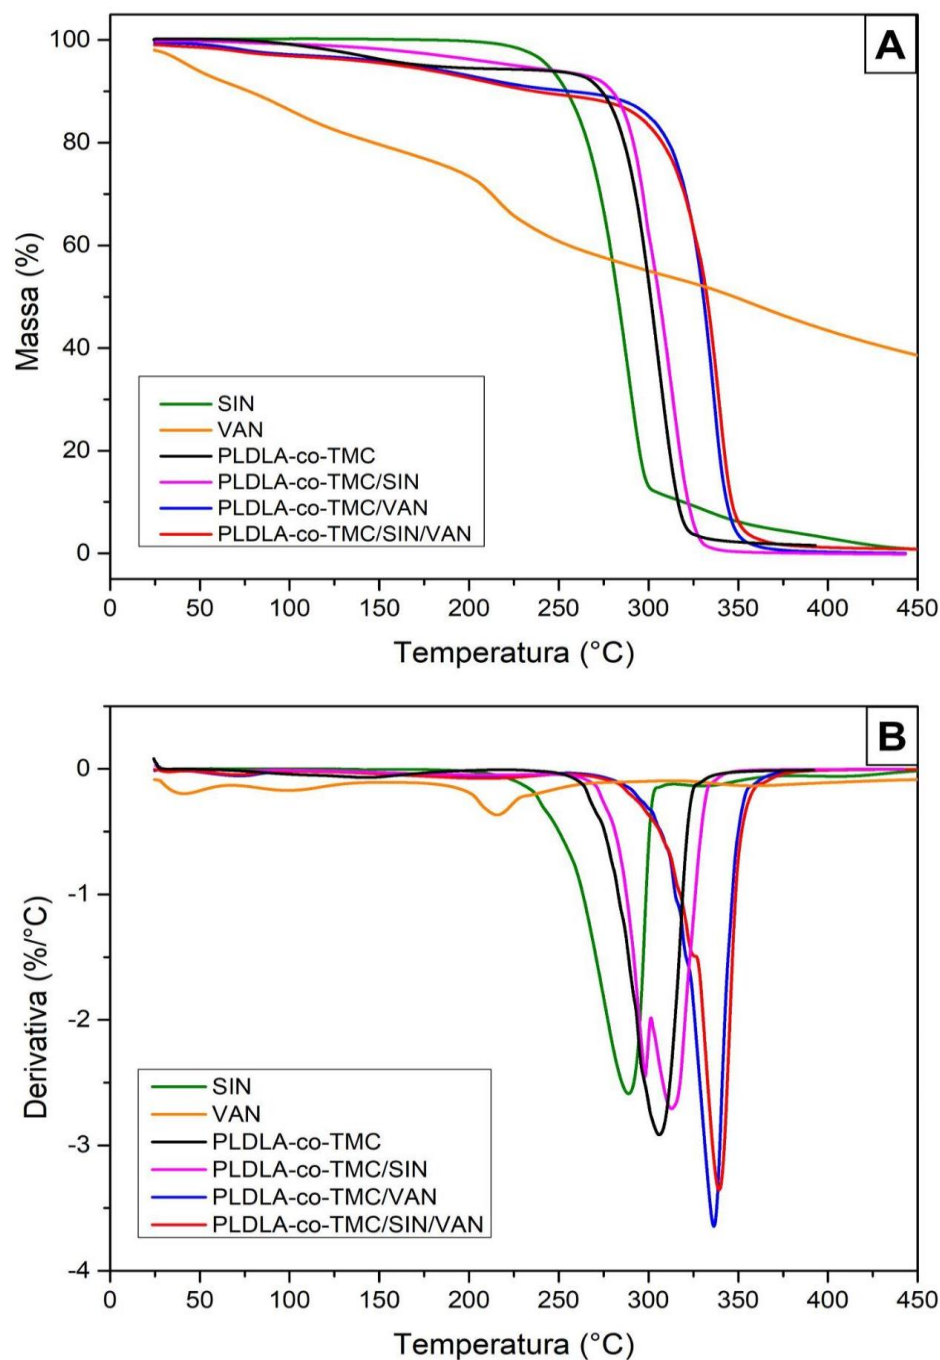 A
100
80
60
40
20
0
Massa (%)
SIN
VAN
PLDLA-co-TMC
PLDLA-co-TMC/SIN
PLDLA-co-TMC/VAN
PLDLA-co-TMC/SIN/VAN
0 50 100 150 200 250 300 350 400 450
Temperatura (°C)
B
0
-1
-2
-3
-4
Derivativa (%/°C)
SIN
VAN
PLDLA-co-TMC
PLDLA-co-TMC/SIN
PLDLA-co-TMC/VAN
PLDLA-co-TMC/SIN/VAN
0 50 100 150 200 250 300 350 400 450
Temperatura (°C)